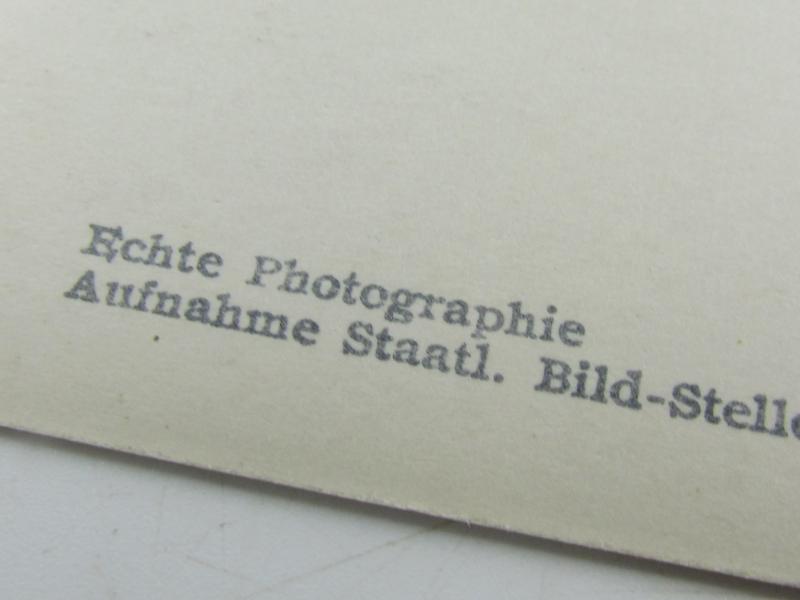 Echte Photographie
Aufnahme Staatl. Bild-Stelle